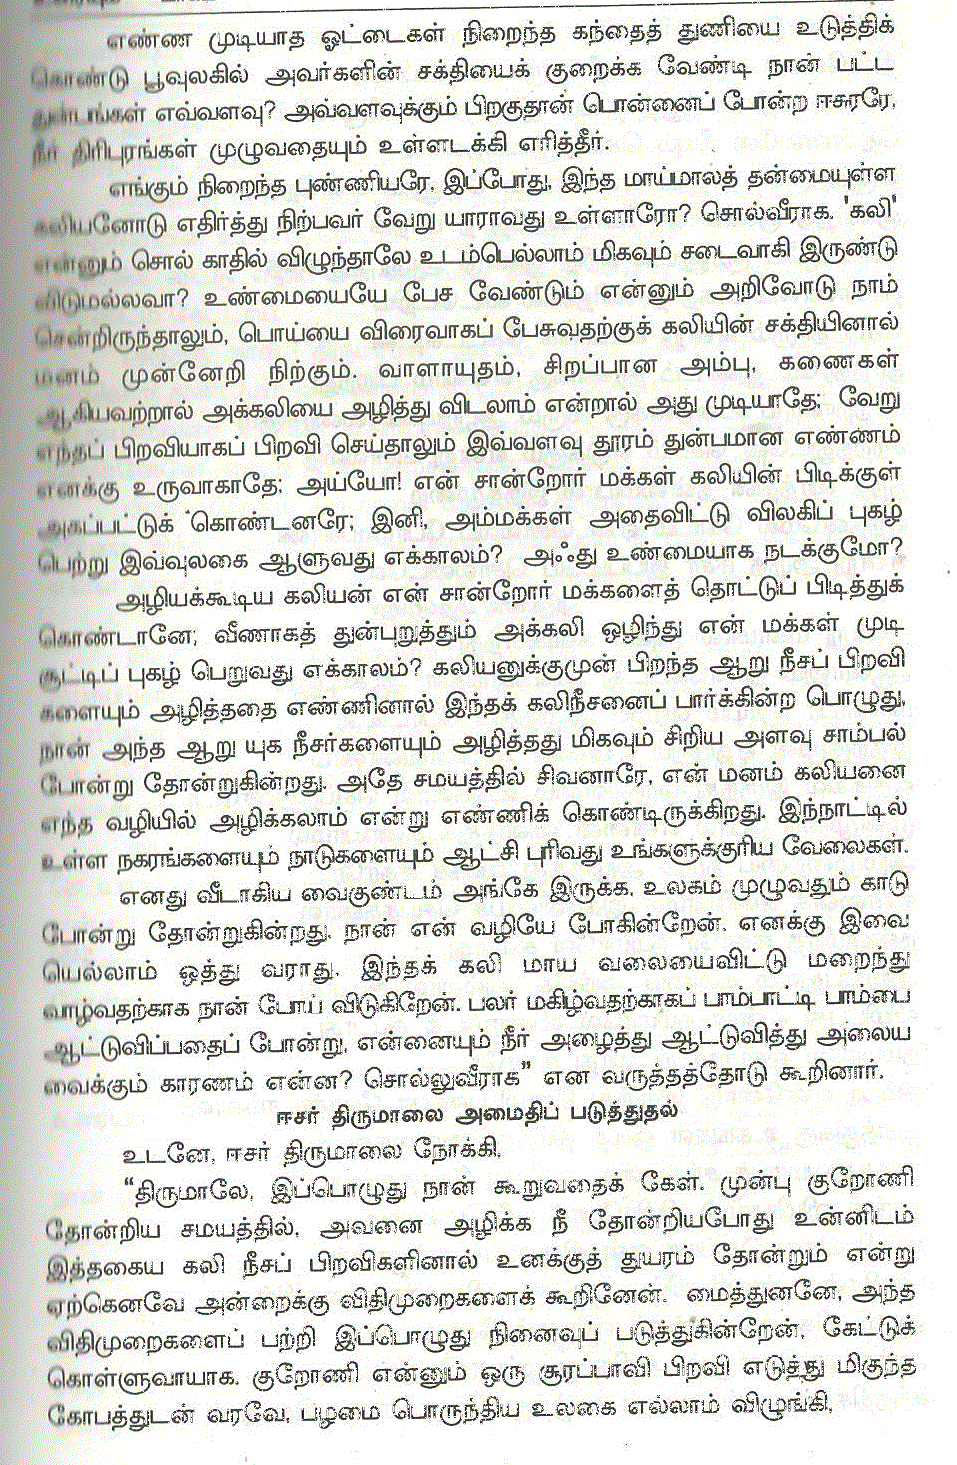 எண்ண முடியாத ஓட்டைகள் நிறைந்த கந்தைத் துணியை உடுத்திக்
கொண்டு பூவுலகில் அவர்களின் சக்தியைக் குறைக்க வேண்டி நான் பட்ட
துன்டங்கள் எவ்வளவு? அவ்வளவுக்கும் பிறகுதான் பொன்னைப் போன்ற ஈசரரே,
நீர் திரிபுரங்கள் முழுவதையும் உள்ளடக்கி எரித்தீர்.
எங்கும் நிறைந்த புண்ணியரே, இப்போது, இந்த மாய்மாலத் தன்மையுள்ள
கலியனோடு எதிர்த்து நிற்பவர் வேறு யாராவது உள்ளாரோ? சொல்வீராக. 'கலி'
என்னும் சொல் காதில் விழுந்தாலே உடம்பெல்லாம் மிகவும் சடைவாகி இருண்டு
விடுமல்லவா? உண்மையையே பேச வேண்டும் என்னும் அறிவோடு நாம்
சென்றிருந்தாலும், பொய்யை விரைவாகப் பேசுவதற்குக் கலியின் சக்தியினால்
மனம் முன்னேறி நிற்கும். வாளாயுதம், சிறப்பான அம்பு, கணைகள்
ஆகியவற்றால் அக்கலியை அழித்து விடலாம் என்றால் அது முடியாதே; வேறு
எந்தப் பிறவியாகப் பிறவி செய்தாலும் இவ்வளவு தூரம் துன்பமான எண்ணம்
எனக்கு உருவாகாதே; அய்யோ! என் சான்றோர் மக்கள் கலியின் பிடிக்குள்
அகப்பட்டுக் கொண்டனரே; இனி, அம்மக்கள் அதைவிட்டு விலகிப் புகழ்
பெற்று இவ்வுலகை ஆளுவது எக்காலம்? அஃது உண்மையாக நடக்குமோ?
அழியக்கூடிய கலியன் என் சான்றோர் மக்களைத் தொட்டுப் பிடித்துக்
கொண்டானே; வீணாகத் துன்புறுத்தும் அக்கலி ஒழிந்து என் மக்கள் முடி
சூட்டிப் புகழ் பெறுவது எக்காலம்? கலியனுக்குமுன் பிறந்த ஆறு நீசப் பிறவி
களையும் அழித்ததை எண்ணினால் இந்தக் கலிநீசனைப் பார்க்கின்ற பொழுது,
நான் அந்த ஆறு யுக நீசர்களையும் அழித்தது மிகவும் சிறிய அளவு சாம்பல்
போன்று தோன்றுகின்றது. அதே சமயத்தில் சிவனாரே, என் மனம் கலியனை
எந்த வழியில் அழிக்கலாம் என்று எண்ணிக் கொண்டிருக்கிறது. இந்நாட்டில்
உள்ள நகரங்களையும் நாடுகளையும் ஆட்சி புரிவது உங்களுக்குரிய வேலைகள்.
எனது வீடாகிய வைகுண்டம் அங்கே இருக்க, உலகம் முழுவதும் காடு
போன்று தோன்றுகின்றது. நான் என் வழியே போகின்றேன். எனக்கு இவை
யெல்லாம் ஒத்து வராது. இந்தக் கலி மாய வலையைவிட்டு மறைந்து
வாழ்வதற்காக நான் போய் விடுகிறேன். பலர் மகிழ்வதற்காகப் பாம்பாட்டி பாம்பை
ஆட்டுவிப்பதைப் போன்று, என்னையும் நீர் அழைத்து ஆட்டுவித்து அலைய
வைக்கும் காரணம் என்ன? சொல்லுவீராக” என வருத்தத்தோடு கூறினார்.
ஈசர் திருமாலை அமைதிப் படுத்துதல்
உடனே, ஈசர் திருமாலை நோக்கி,
“திருமாலே, இப்பொழுது நான் கூறுவதைக் கேள். முன்பு குறோணி
தோன்றிய சமயத்தில், அவனை அழிக்க நீ தோன்றியபோது உன்னிடம்
இத்தகைய கலி நீசப் பிறவிகளினால் உனக்குத் துயரம் தோன்றும் என்று
ஏற்கெனவே அன்றைக்கு விதிமுறைகளைக் கூறினேன். மைத்துனனே, அந்த
விதிமுறைகளைப் பற்றி இப்பொழுது நினைவுப் படுத்துகின்றேன், கேட்டுக்
கொள்ளுவாயாக. குறோணி என்னும் ஒரு சூரப்பாவி பிறவி எடுத்து மிகுந்த
கோபத்துடன் வரவே, பழமை பொருந்திய உலகை எல்லாம் விழுங்கி,